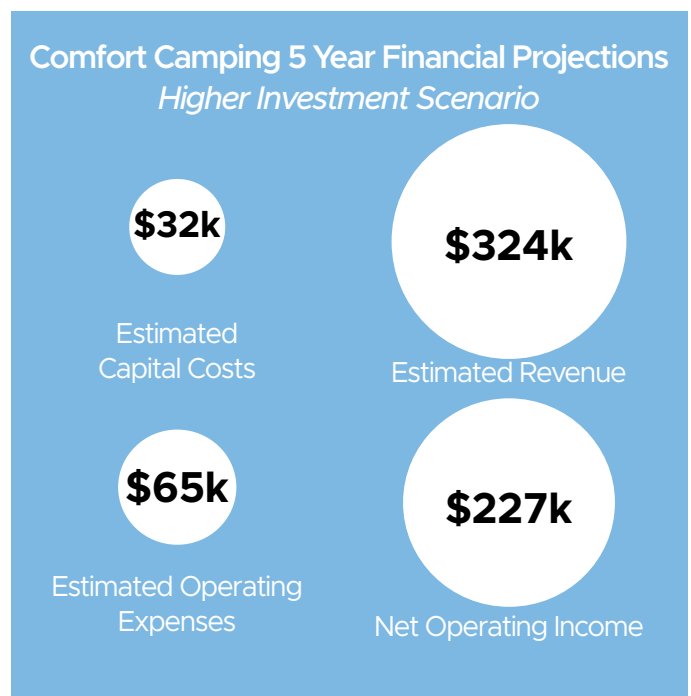 Comfort Camping 5 Year Financial Projections
Higher Investment Scenario
$32k
Estimated
Capital Costs
$324k
Estimated Revenue
$65k
Estimated Operating
Expenses
$227k
Net Operating Income